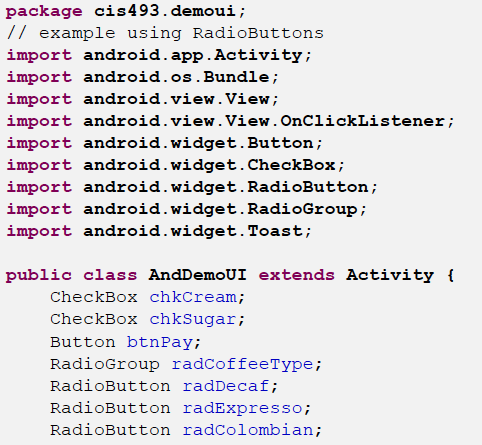 package cis493.demoui;
// example using RadioButtons
import android.app.Activity;
import android.os.Bundle;
import android.view.View;
import android.view.View.OnClickListener;
import android.widget.Button;
import android.widget.CheckBox;
import android.widget.RadioButton;
import android.widget.RadioGroup;
import android.widget.Toast;
public class AndDemoUI extends Activity {
CheckBox chkCream;
CheckBox chkSugar;
Button btnPay;
RadioGroup radCoffeeType;
RadioButton radDecaf;
RadioButton radExpresso;
RadioButton radColombian;